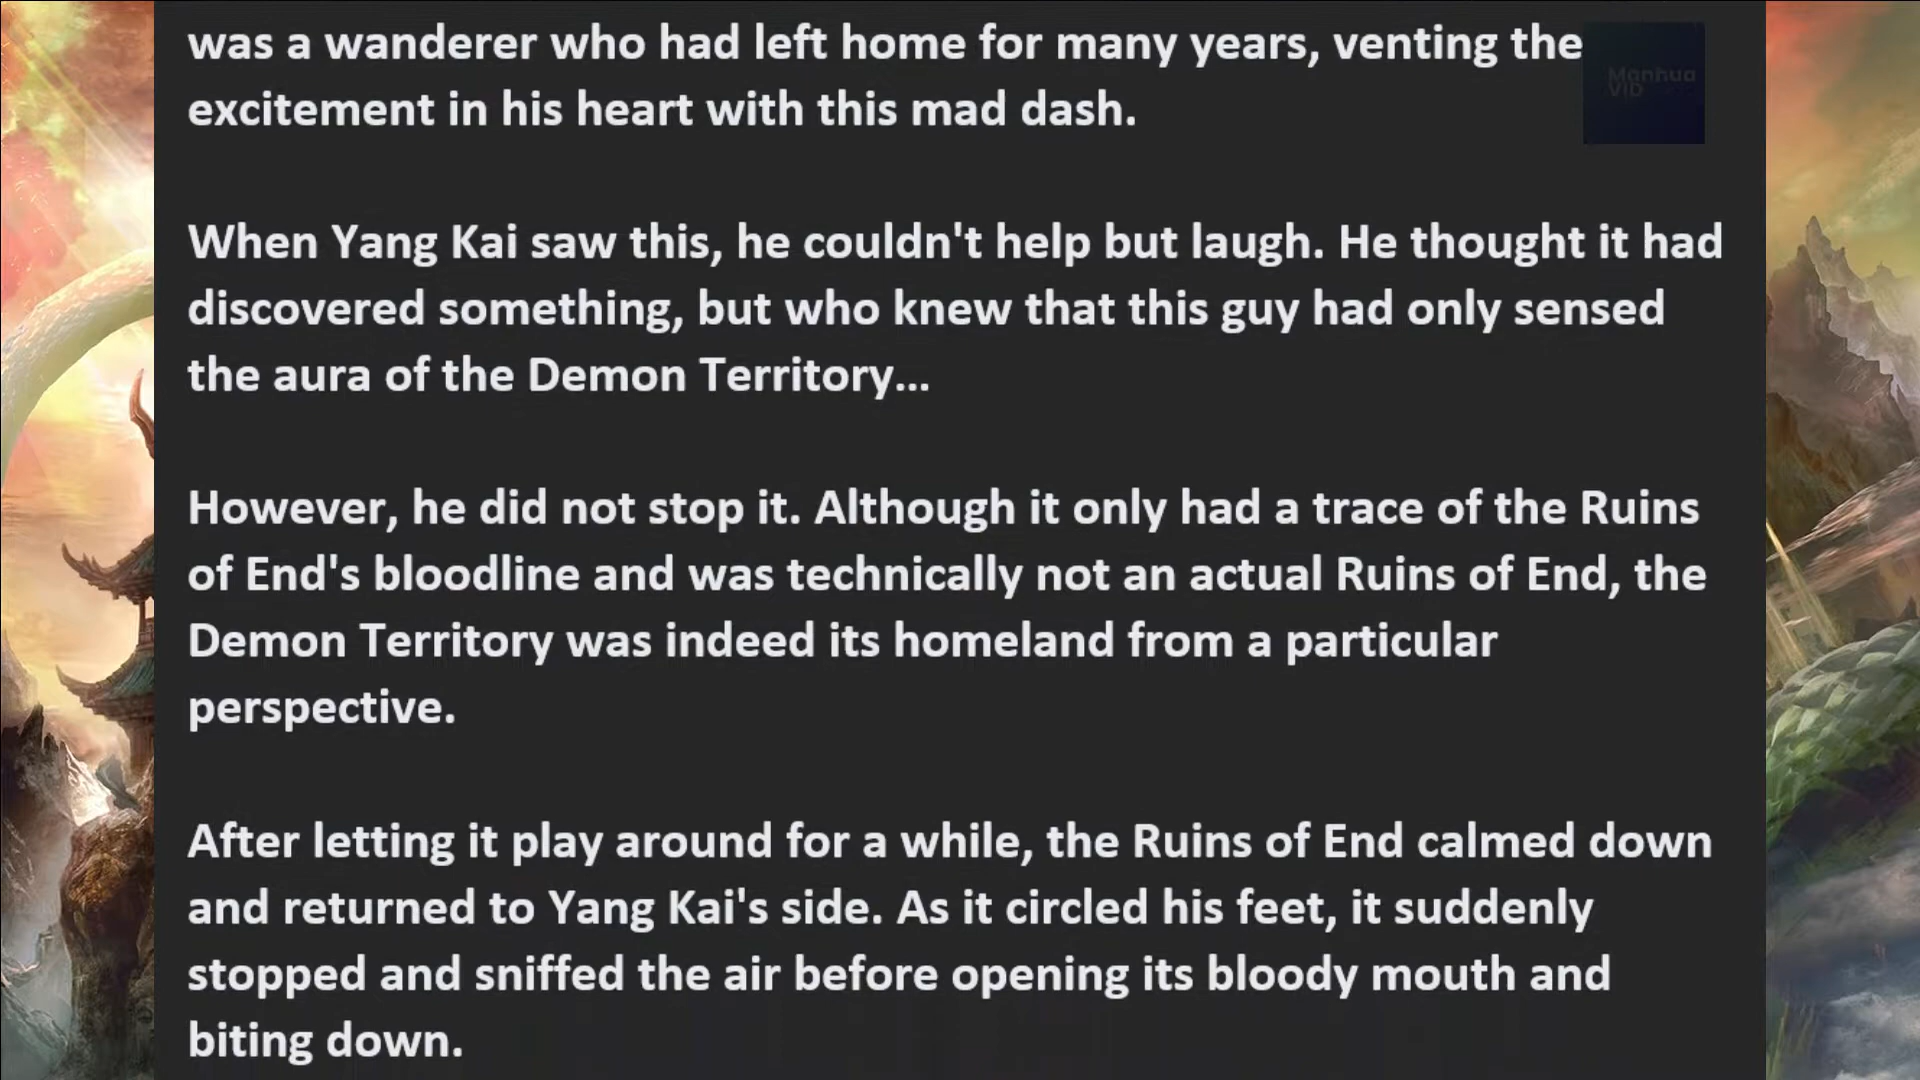 was a wanderer who had left home for many years, venting the
excitement in his heart with this mad dash.
Manhua
VID
When Yang Kai saw this, he couldn't help but laugh. He thought it had
discovered something, but who knew that this guy had only sensed
the aura of the Demon Territory...
However, he did not stop it. Although it only had a trace of the Ruins
of End's bloodline and was technically not an actual Ruins of End, the
Demon Territory was indeed its homeland from a particular
perspective.
After letting it play around for a while, the Ruins of End calmed down
and returned to Yang Kai's side. As it circled his feet, it suddenly
stopped and sniffed the air before opening its bloody mouth and
biting down.